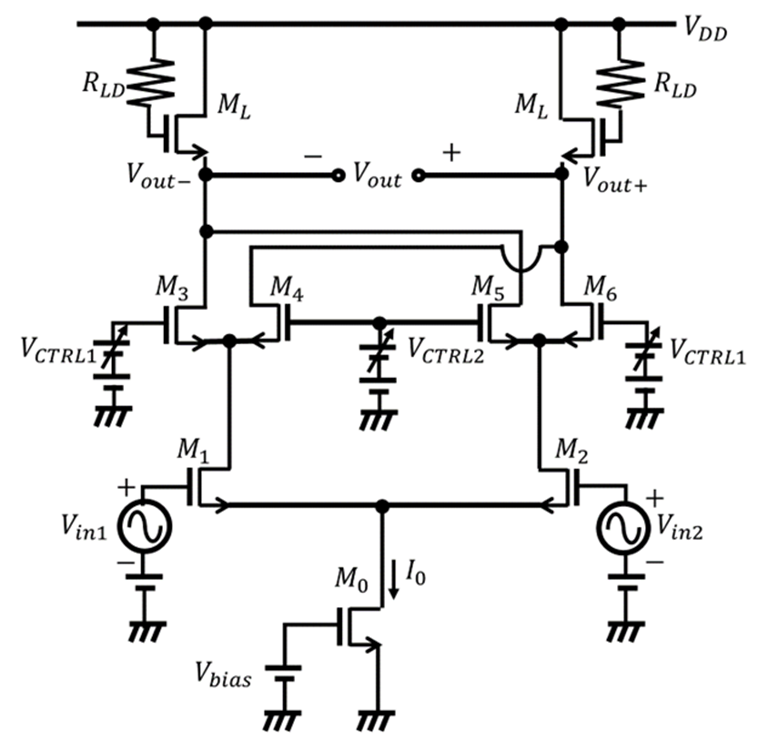 V_DD
R_LD M_L M_L R_LD
V_out− − V_out + V_out+
M_3 M_4 M_5 M_6
V_CTRL1 V_CTRL2 V_CTRL1
M_1 M_2
+ V_in1 − + V_in2 −
M_0 I_0
V_bias